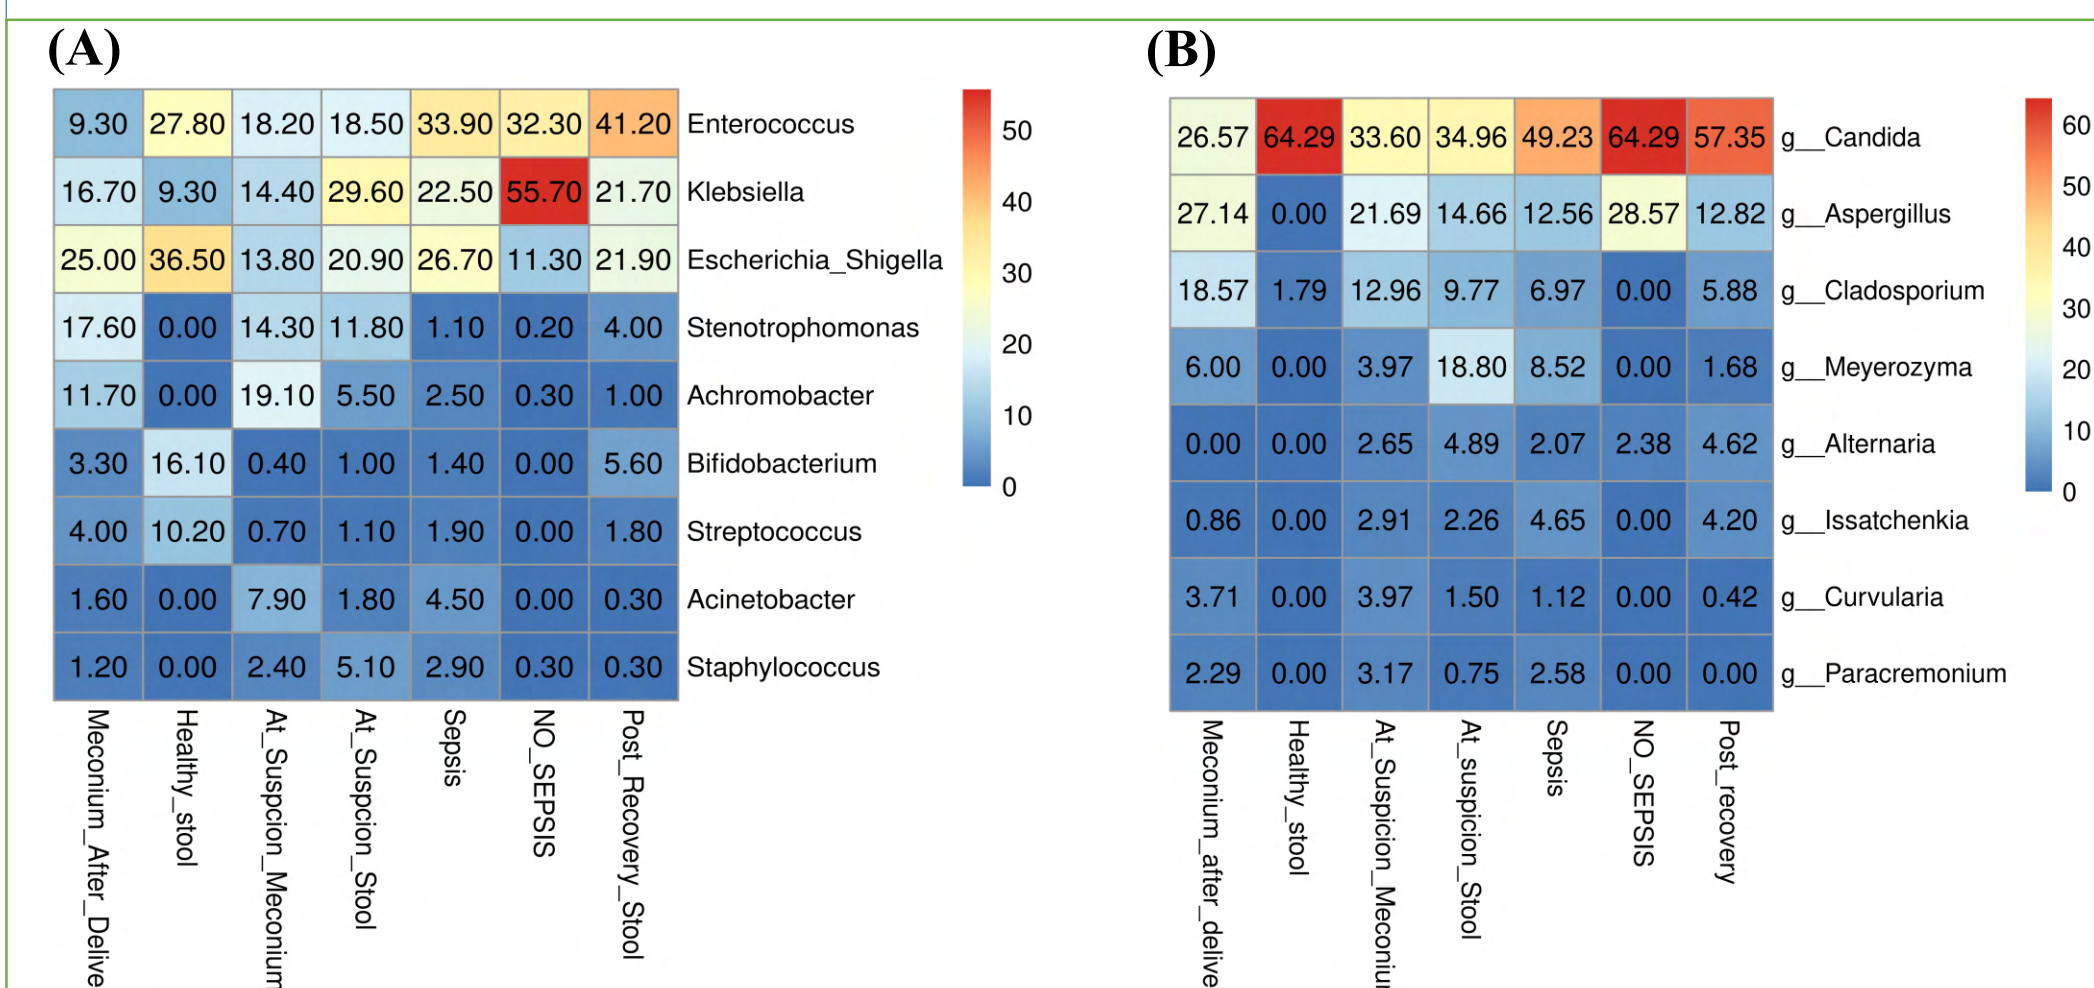 (A)
9.30 27.80 18.20 18.50 33.90 32.30 41.20 Enterococcus
16.70 9.30 14.40 29.60 22.50 55.70 21.70 Klebsiella
25.00 36.50 13.80 20.90 26.70 11.30 21.90 Escherichia_Shigella
17.60 0.00 14.30 11.80 1.10 0.20 4.00 Stenotrophomonas
11.70 0.00 19.10 5.50 2.50 0.30 1.00 Achromobacter
3.30 16.10 0.40 1.00 1.40 0.00 5.60 Bifidobacterium
4.00 10.20 0.70 1.10 1.90 0.00 1.80 Streptococcus
1.60 0.00 7.90 1.80 4.50 0.00 0.30 Acinetobacter
1.20 0.00 2.40 5.10 2.90 0.30 0.30 Staphylococcus
Meconium_After_Delive
Healthy_stool
At_Suspcion_Meconium
At_Suspcion_Stool
Sepsis
NO_SEPSIS
Post_Recovery_Stool
50
40
30
20
10
0
(B)
26.57 64.29 33.60 34.96 49.23 64.29 57.35 g__Candida
27.14 0.00 21.69 14.66 12.56 28.57 12.82 g__Aspergillus
18.57 1.79 12.96 9.77 6.97 0.00 5.88 g__Cladosporium
6.00 0.00 3.97 18.80 8.52 0.00 1.68 g__Meyerozyma
0.00 0.00 2.65 4.89 2.07 2.38 4.62 g__Alternaria
0.86 0.00 2.91 2.26 4.65 0.00 4.20 g__Issatchenkia
3.71 0.00 3.97 1.50 1.12 0.00 0.42 g__Curvularia
2.29 0.00 3.17 0.75 2.58 0.00 0.00 g__Paracremonium
Meconium_after_delive
Healthy_stool
At_Suspicion_Meconiu
At_suspicion_Stool
Sepsis
NO_SEPSIS
Post_recovery
60
50
40
30
20
10
0